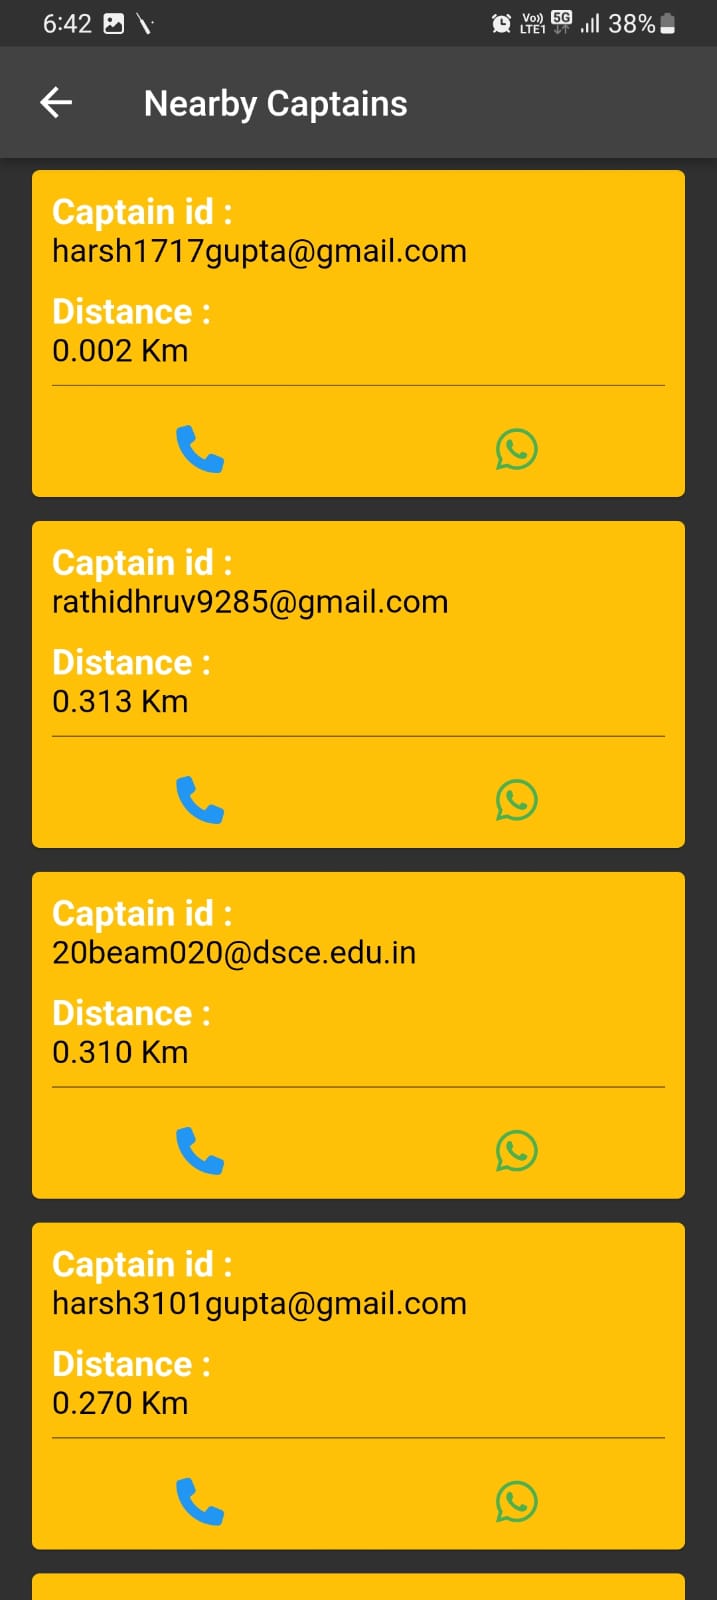 6:42 Vo)) LTE1 5G 38%
Nearby Captains
Captain id :
harsh1717gupta@gmail.com
Distance :
0.002 Km
Captain id :
rathidhruv9285@gmail.com
Distance :
0.313 Km
Captain id :
20beam020@dsce.edu.in
Distance :
0.310 Km
Captain id :
harsh3101gupta@gmail.com
Distance :
0.270 Km